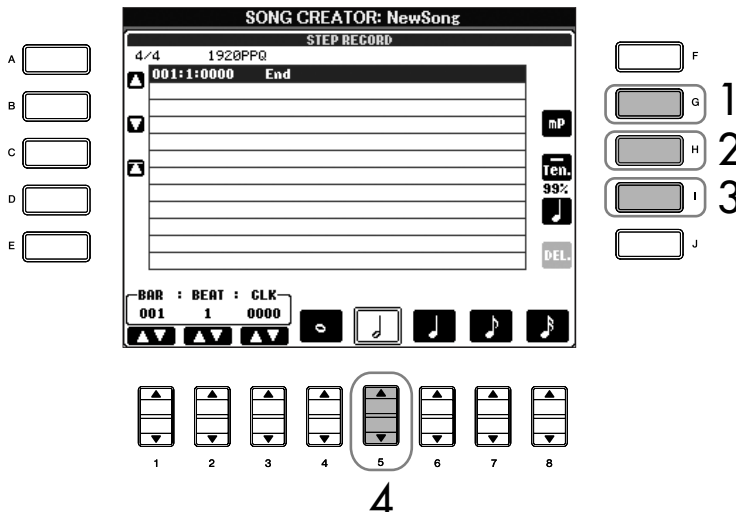 SONG CREATOR: NewSong
STEP RECORD
4/4 1920PPQ
001:1:0000 End
A
B
C
D
E
F
G 1
H 2
I 3
J
mP
Ten.
99%
DEL.
BAR : BEAT : CLK
001 1 0000
1 2 3 4 5 6 7 8
4